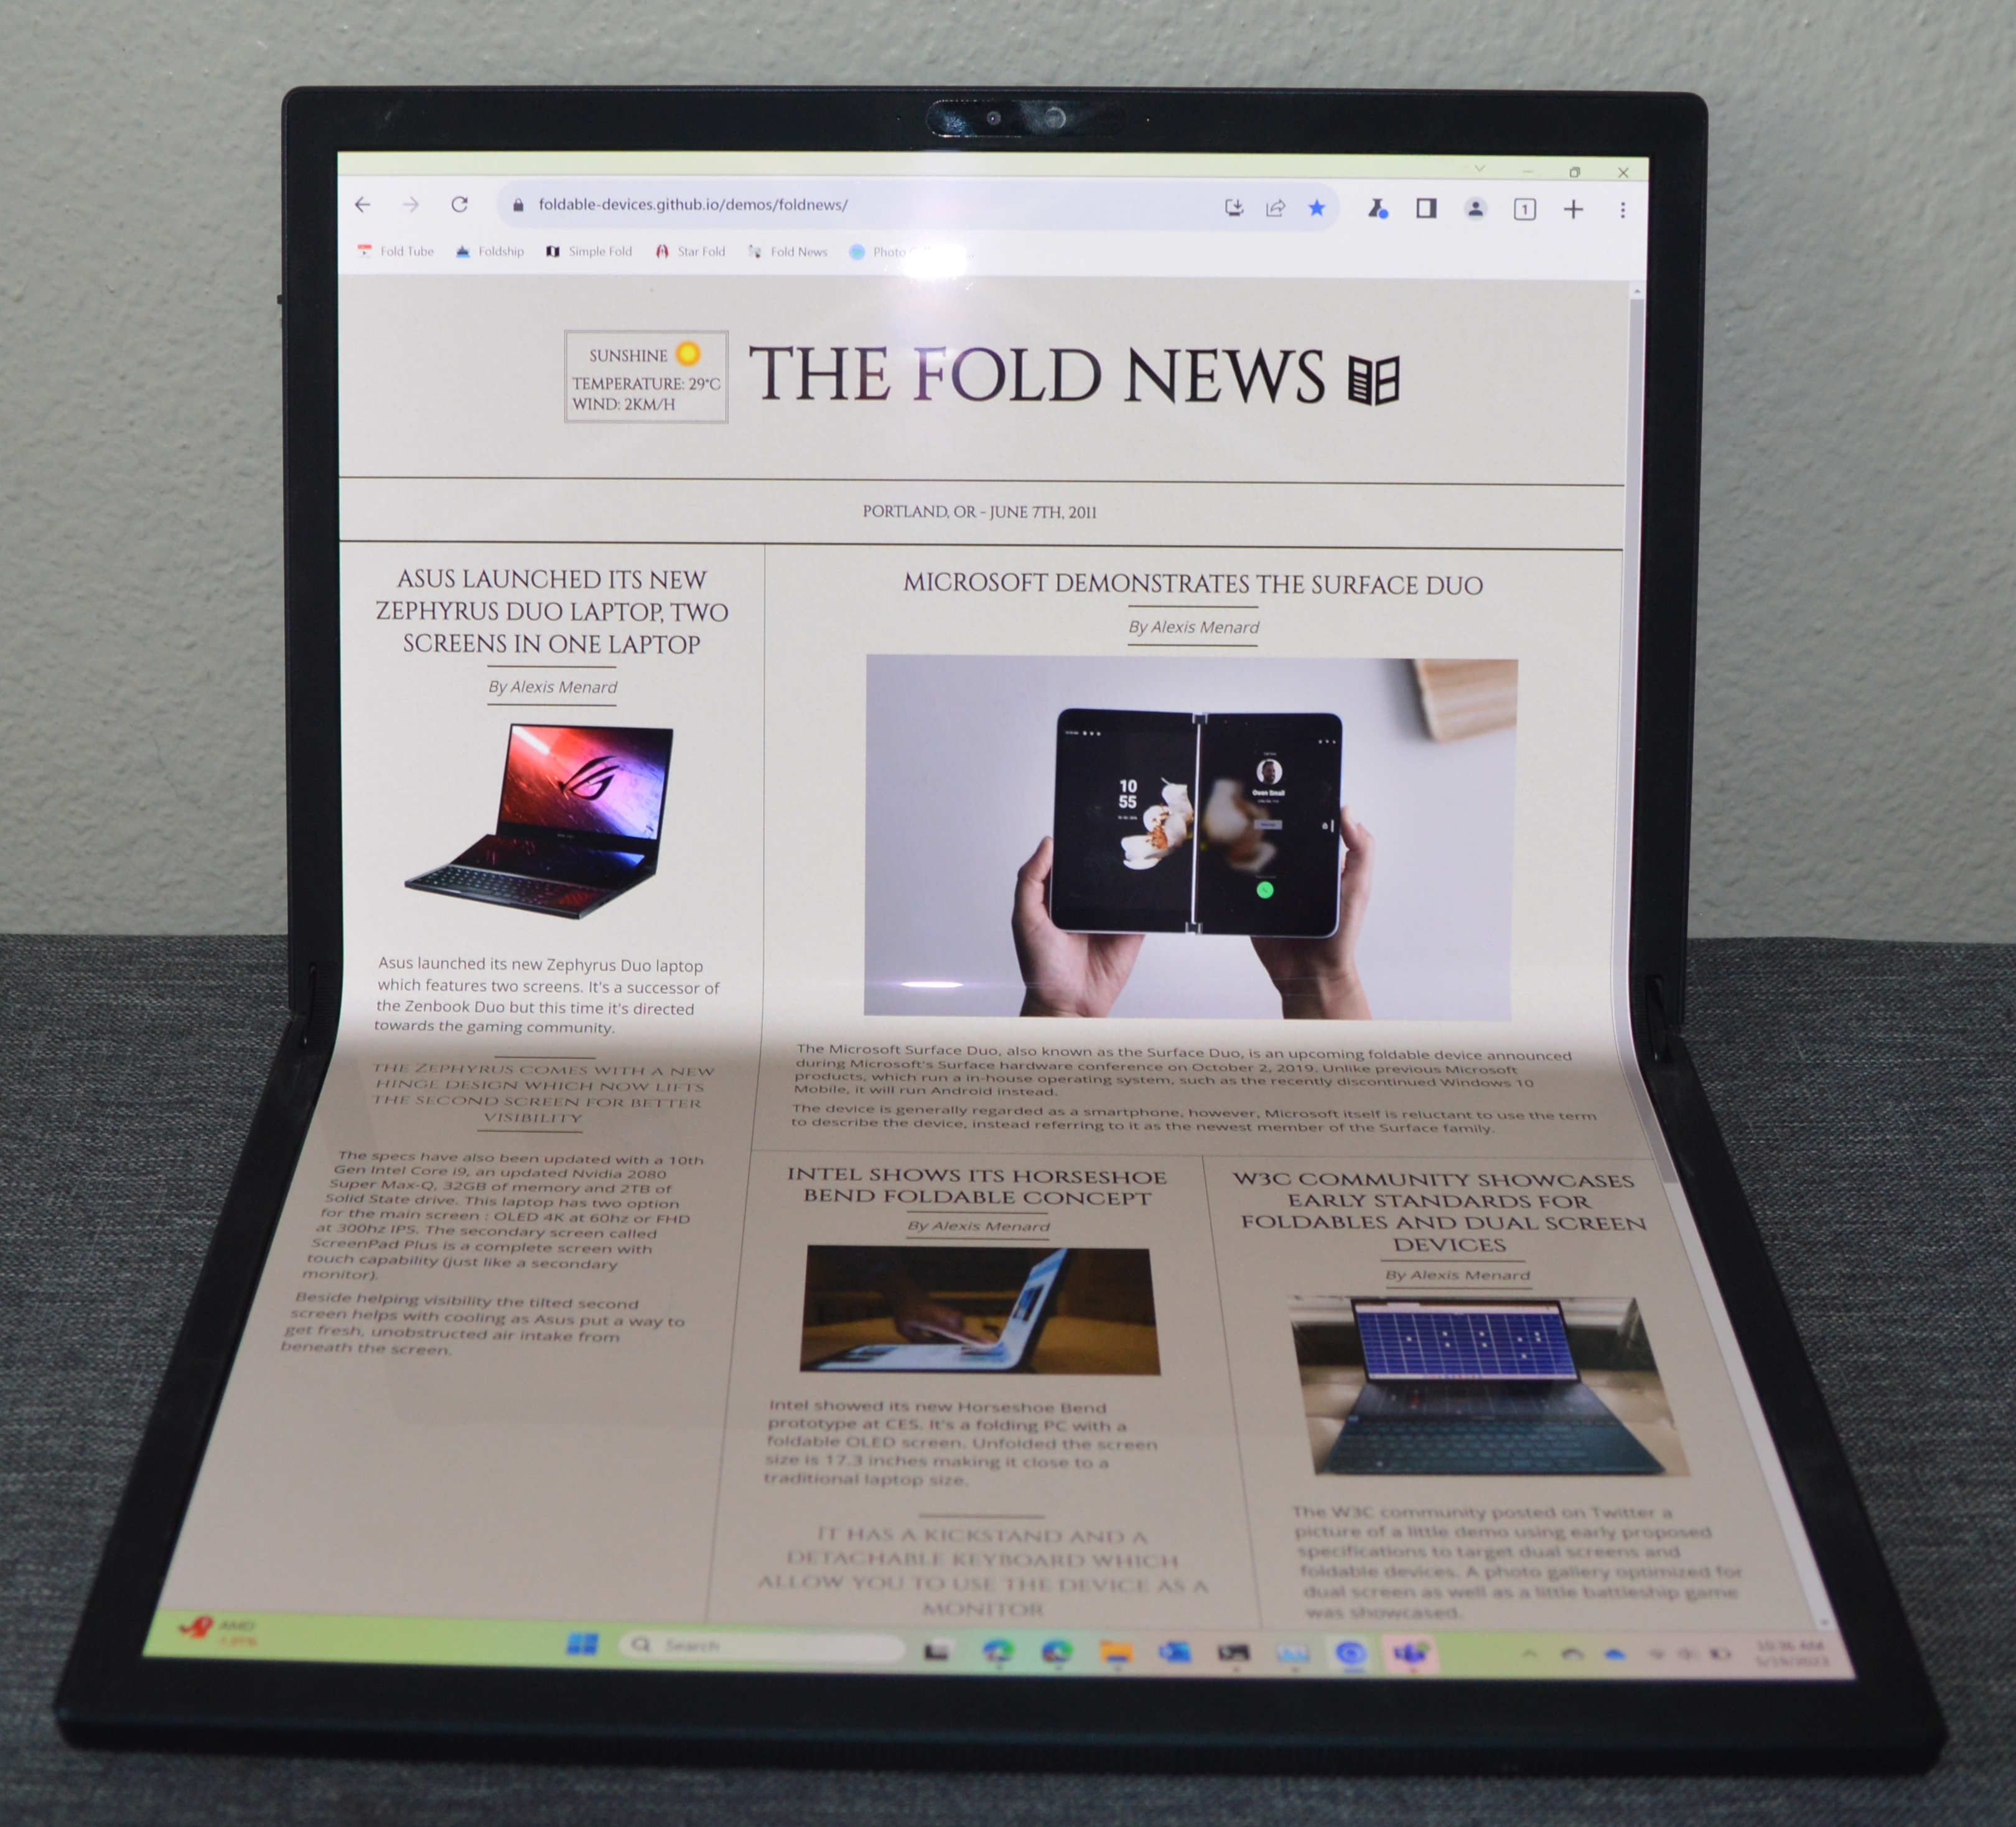 foldable-devices.github.io/demos/foldnews/
1
Fold Tube
Foldship
Simple Fold
Star Fold
Fold News
Photo
SUNSHINE
TEMPERATURE: 29°C
WIND: 2KM/H
THE FOLD NEWS
PORTLAND, OR - JUNE 7TH, 2011
ASUS LAUNCHED ITS NEW
ZEPHYRUS DUO LAPTOP, TWO
SCREENS IN ONE LAPTOP
By Alexis Menard
Asus launched its new Zephyrus Duo laptop
which features two screens. It's a successor of
the Zenbook Duo but this time it's directed
towards the gaming community.
THE ZEPHYRUS COMES WITH A NEW
HINGE DESIGN WHICH NOW LIFTS
THE SECOND SCREEN FOR BETTER
VISIBILITY
The specs have also been updated with a 10th
Gen Intel Core i9, an updated Nvidia 2080
Super Max-Q, 32GB of memory and 2TB of
Solid State drive. This laptop has two option
for the main screen : OLED 4K at 60hz or FHD
at 300hz IPS. The secondary screen called
ScreenPad Plus is a complete screen with
touch capability (just like a secondary
monitor).
Beside helping visibility the tilted second
screen helps with cooling as Asus put a way to
get fresh, unobstructed air intake from
beneath the screen.
MICROSOFT DEMONSTRATES THE SURFACE DUO
By Alexis Menard
10
55
Owen Small
The Microsoft Surface Duo, also known as the Surface Duo, is an upcoming foldable device announced
during Microsoft's Surface hardware conference on October 2, 2019. Unlike previous Microsoft
products, which run a in-house operating system, such as the recently discontinued Windows 10
Mobile, it will run Android instead.
The device is generally regarded as a smartphone, however, Microsoft itself is reluctant to use the term
to describe the device, instead referring to it as the newest member of the Surface family.
INTEL SHOWS ITS HORSESHOE
BEND FOLDABLE CONCEPT
By Alexis Menard
Intel showed its new Horseshoe Bend
prototype at CES. It's a folding PC with a
foldable OLED screen. Unfolded the screen
size is 17.3 inches making it close to a
traditional laptop size.
IT HAS A KICKSTAND AND A
DETACHABLE KEYBOARD WHICH
ALLOW YOU TO USE THE DEVICE AS A
MONITOR
W3C COMMUNITY SHOWCASES
EARLY STANDARDS FOR
FOLDABLES AND DUAL SCREEN
DEVICES
By Alexis Menard
The W3C community posted on Twitter a
picture of a little demo using early proposed
specifications to target dual screens and
foldable devices. A photo gallery optimized for
dual screen as well as a little battleship game
was showcased.
AMD
Search
10:36 AM
5/19/2023